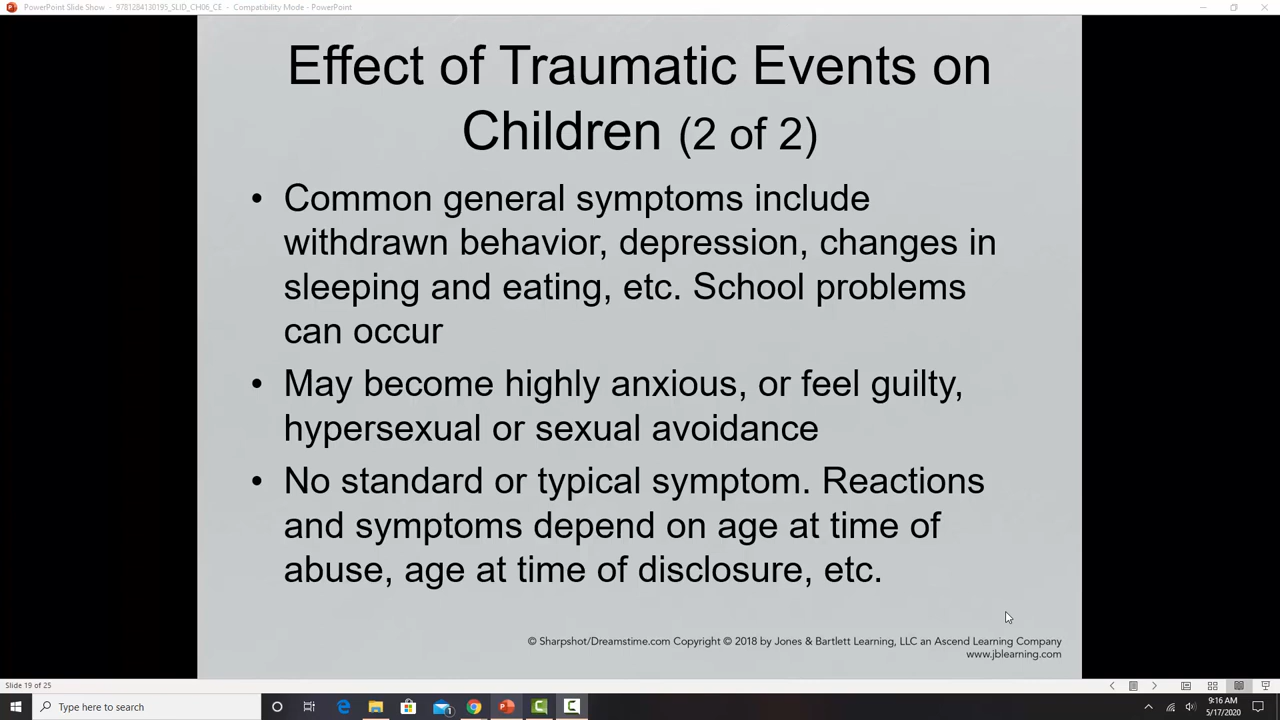 PowerPoint Slide Show - 9781284130195_SLID_CH06_CE - Compatibility Mode - PowerPoint
Effect of Traumatic Events on
Children (2 of 2)
• Common general symptoms include
withdrawn behavior, depression, changes in
sleeping and eating, etc. School problems
can occur
• May become highly anxious, or feel guilty,
hypersexual or sexual avoidance
• No standard or typical symptom. Reactions
and symptoms depend on age at time of
abuse, age at time of disclosure, etc.
© Sharpshot/Dreamstime.com Copyright © 2018 by Jones & Bartlett Learning, LLC an Ascend Learning Company
www.jblearning.com
Slide 19 of 25
Type here to search
9:16 AM
5/17/2020